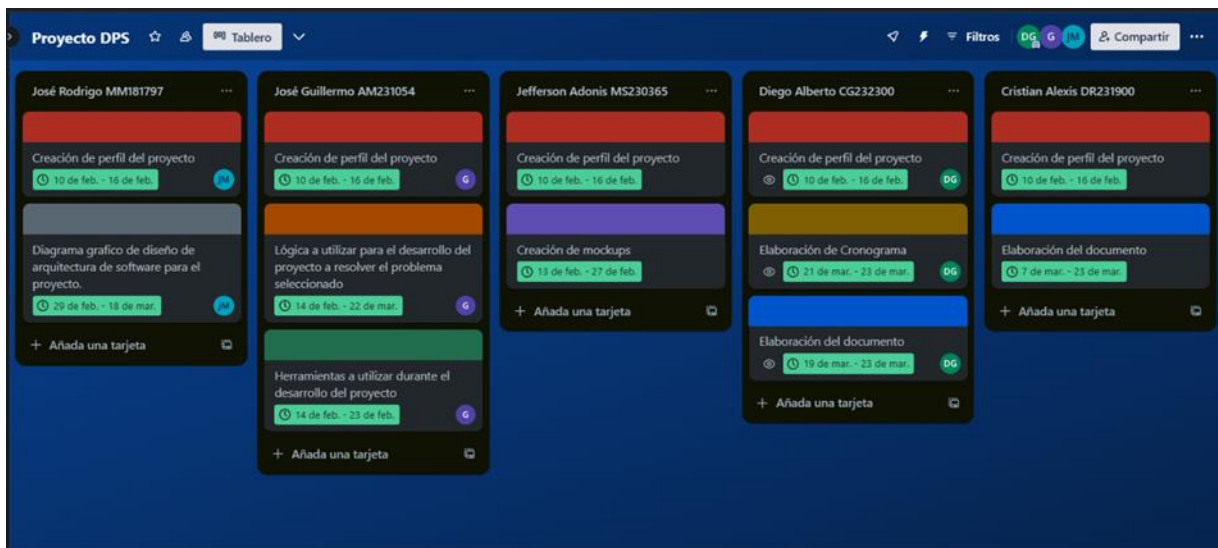 Proyecto DPS
Tablero
Filtros
DG
G
JM
Compartir
José Rodrigo MM181797
Creación de perfil del proyecto
10 de feb. - 16 de feb.
JM
Diagrama grafico de diseño de
arquitectura de software para el
proyecto.
29 de feb. - 18 de mar.
JM
+ Añada una tarjeta
José Guillermo AM231054
Creación de perfil del proyecto
10 de feb. - 16 de feb.
G
Lógica a utilizar para el desarrollo del
proyecto a resolver el problema
seleccionado
14 de feb. - 22 de mar.
G
Herramientas a utilizar durante el
desarrollo del proyecto
14 de feb. - 23 de feb.
G
+ Añada una tarjeta
Jefferson Adonis MS230365
Creación de perfil del proyecto
10 de feb. - 16 de feb.
Creación de mockups
13 de feb. - 27 de feb.
+ Añada una tarjeta
Diego Alberto CG232300
Creación de perfil del proyecto
10 de feb. - 16 de feb.
DG
Elaboración de Cronograma
21 de mar. - 23 de mar.
DG
Elaboración del documento
19 de mar. - 23 de mar.
DG
+ Añada una tarjeta
Cristian Alexis DR231900
Creación de perfil del proyecto
10 de feb. - 16 de feb.
Elaboración del documento
7 de mar. - 23 de mar.
+ Añada una tarjeta